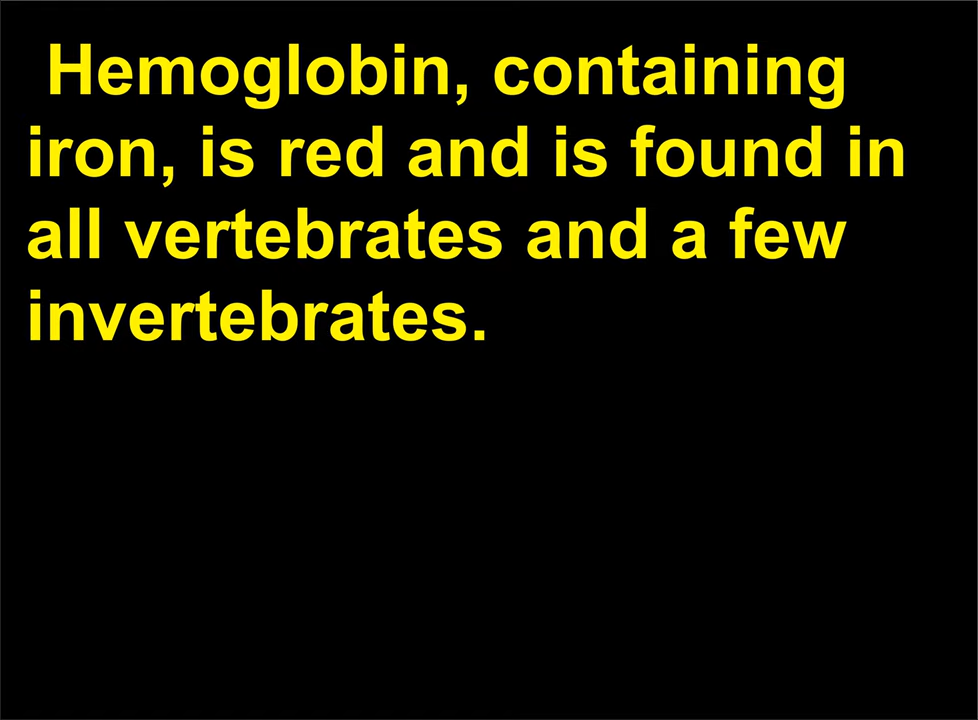 Hemoglobin, containing
iron, is red and is found in
all vertebrates and a few
invertebrates.